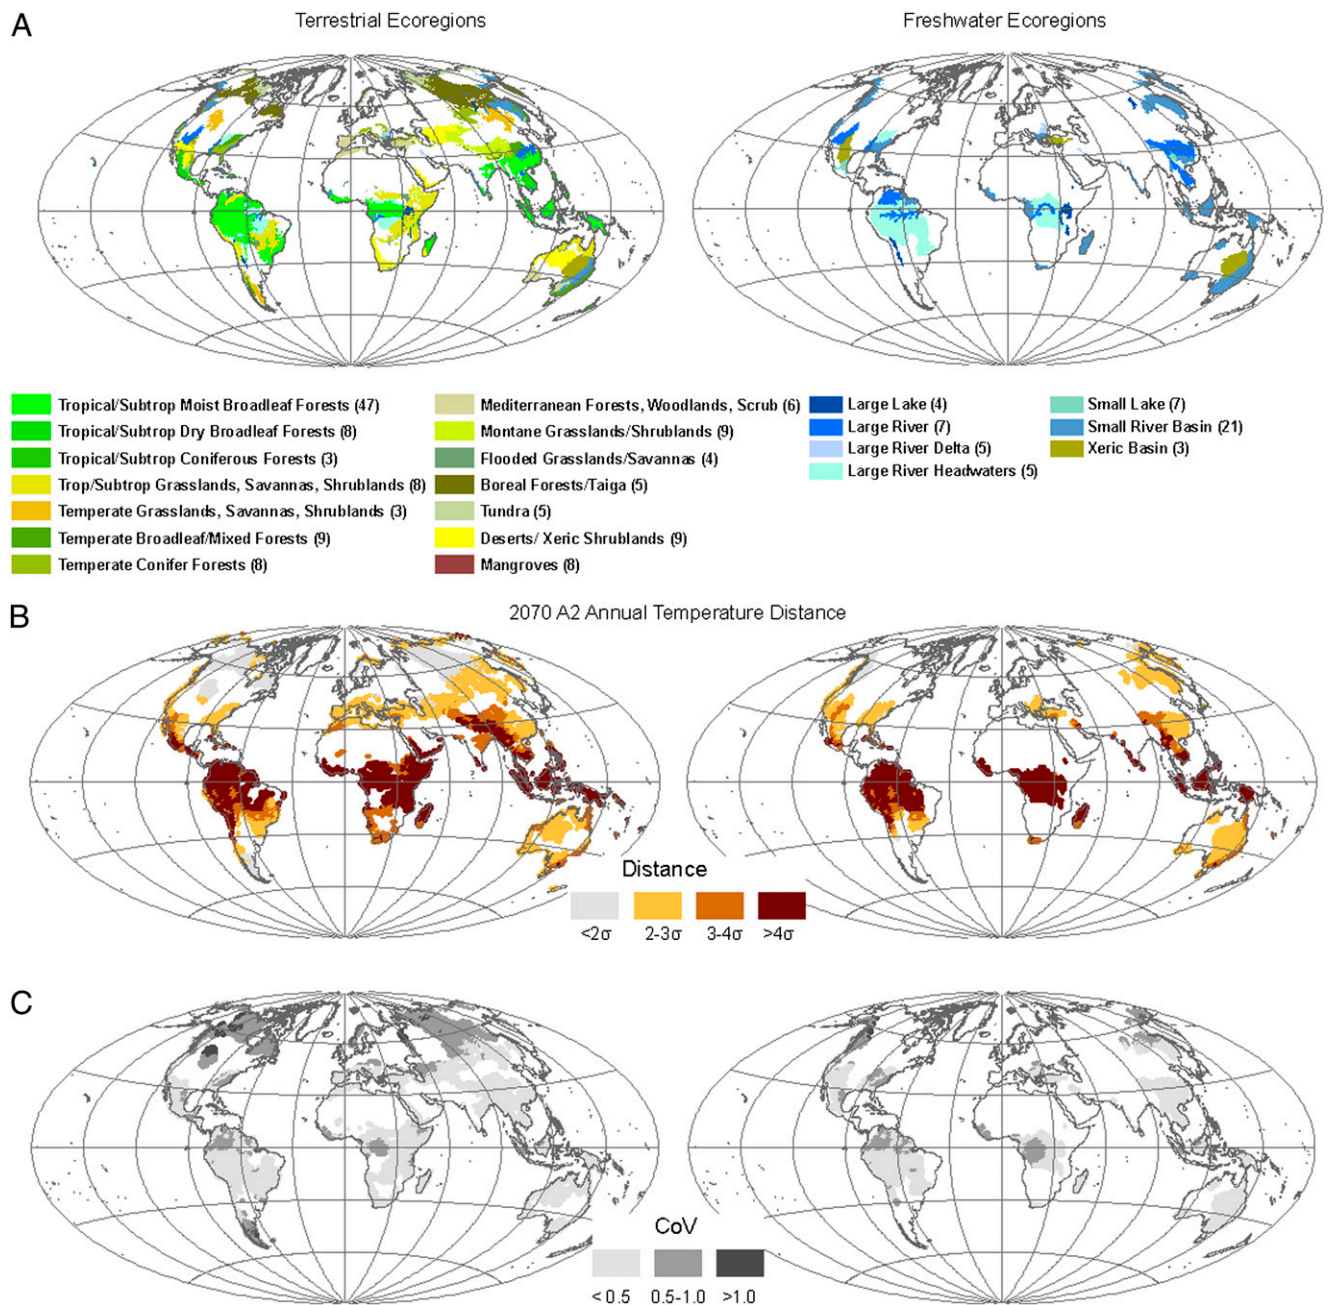 A
Terrestrial Ecoregions
Freshwater Ecoregions
Tropical/Subtrop Moist Broadleaf Forests (47)
Tropical/Subtrop Dry Broadleaf Forests (8)
Tropical/Subtrop Coniferous Forests (3)
Trop/Subtrop Grasslands, Savannas, Shrublands (8)
Temperate Grasslands, Savannas, Shrublands (3)
Temperate Broadleaf/Mixed Forests (9)
Temperate Conifer Forests (8)
Mediterranean Forests, Woodlands, Scrub (6)
Montane Grasslands/Shrublands (9)
Flooded Grasslands/Savannas (4)
Boreal Forests/Taiga (5)
Tundra (5)
Deserts/ Xeric Shrublands (9)
Mangroves (8)
Large Lake (4)
Large River (7)
Large River Delta (5)
Large River Headwaters (5)
Small Lake (7)
Small River Basin (21)
Xeric Basin (3)
B
2070 A2 Annual Temperature Distance
Distance
<2σ 2-3σ 3-4σ >4σ
C
CoV
< 0.5 0.5-1.0 >1.0